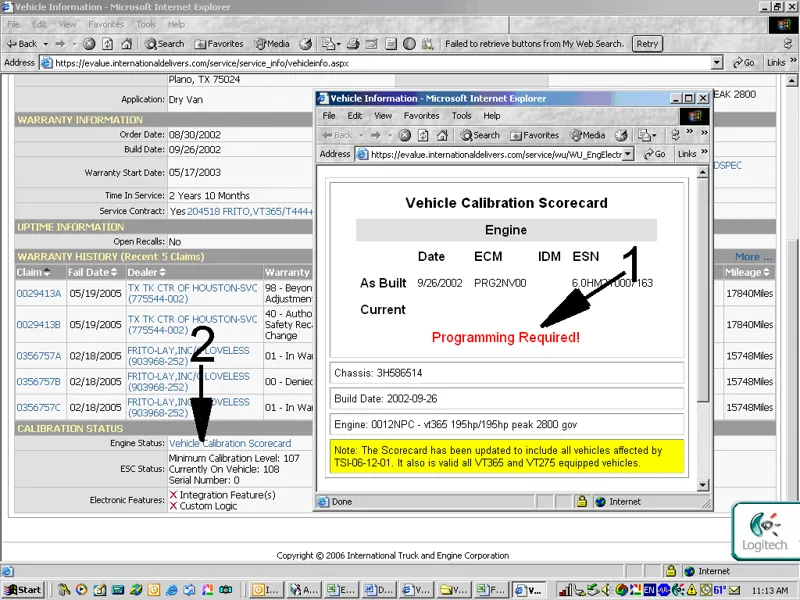 Vehicle Information - Microsoft Internet Explorer
File Edit View Favorites Tools Help
Back Search Favorites Media Failed to retrieve buttons from My Web Search. Retry
Address https://evalue.internationaldelivers.com/service/service_info/vehicleinfo.aspx Go Links »
Plano, TX 75024
Application: Dry Van
EAK 2800
WARRANTY INFORMATION
Order Date: 08/30/2002
Build Date: 09/26/2002
Warranty Start Date: 05/17/2003
DSPEC
Time In Service: 2 Years 10 Months
Service Contract: Yes 204518 FRITO,VT365/T444+
UPTIME INFORMATION
Open Recalls: No
WARRANTY HISTORY (Recent 5 Claims) More ...
Claim Fail Date Dealer Warranty Mileage
0029413A 05/19/2005 TX TK CTR OF HOUSTON-SVC (775544-002) 98 - Beyon Adjustmen 17840Miles
0029413B 05/19/2005 TX TK CTR OF HOUSTON-SVC (775544-002) 40 - Autho Safety Reca Change 17840Miles
0356757A 02/18/2005 FRITO-LAY,INC/ LOVELESS (903968-252) 01 - In Wa 15748Miles
0356757B 02/18/2005 FRITO-LAY,INC/ LOVELESS (903968-252) 00 - Denied 15748Miles
0356757C 02/18/2005 FRITO-LAY,INC/C LOVELESS (903968-252) 01 - In Wa 15748Miles
2
CALIBRATION STATUS
Engine Status: Vehicle Calibration Scorecard
ESC Status: Minimum Calibration Level: 107
Currently On Vehicle: 108
Serial Number: 0
Electronic Features: X Integration Feature(s)
X Custom Logic
Copyright © 2006 International Truck and Engine Corporation
Vehicle Information - Microsoft Internet Explorer
File Edit View Favorites Tools Help
Back Search Favorites Media » »
Address https://evalue.internationaldelivers.com/service/wu/WU_EngElectr Go Links »
Vehicle Calibration Scorecard
Engine
Date ECM IDM ESN
1
As Built 9/26/2002 PRG2NV00
Current
Programming Required!
Chassis: 3H586514
Build Date: 2002-09-26
Engine: 0012NPC - vt365 195hp/195hp peak 2800 gov
Note: The Scorecard has been updated to include all vehicles affected by
TSI-06-12-01. It also is valid all VT365 and VT275 equipped vehicles.
Done Internet
Logitech
Internet
Start I... A... E... D... V... V... F... V... EN 61° 11:13 AM